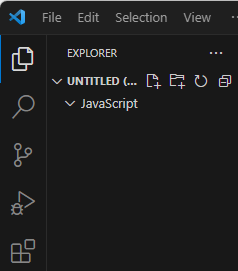 File Edit Selection View ···
EXPLORER ···
UNTITLED (...
JavaScript